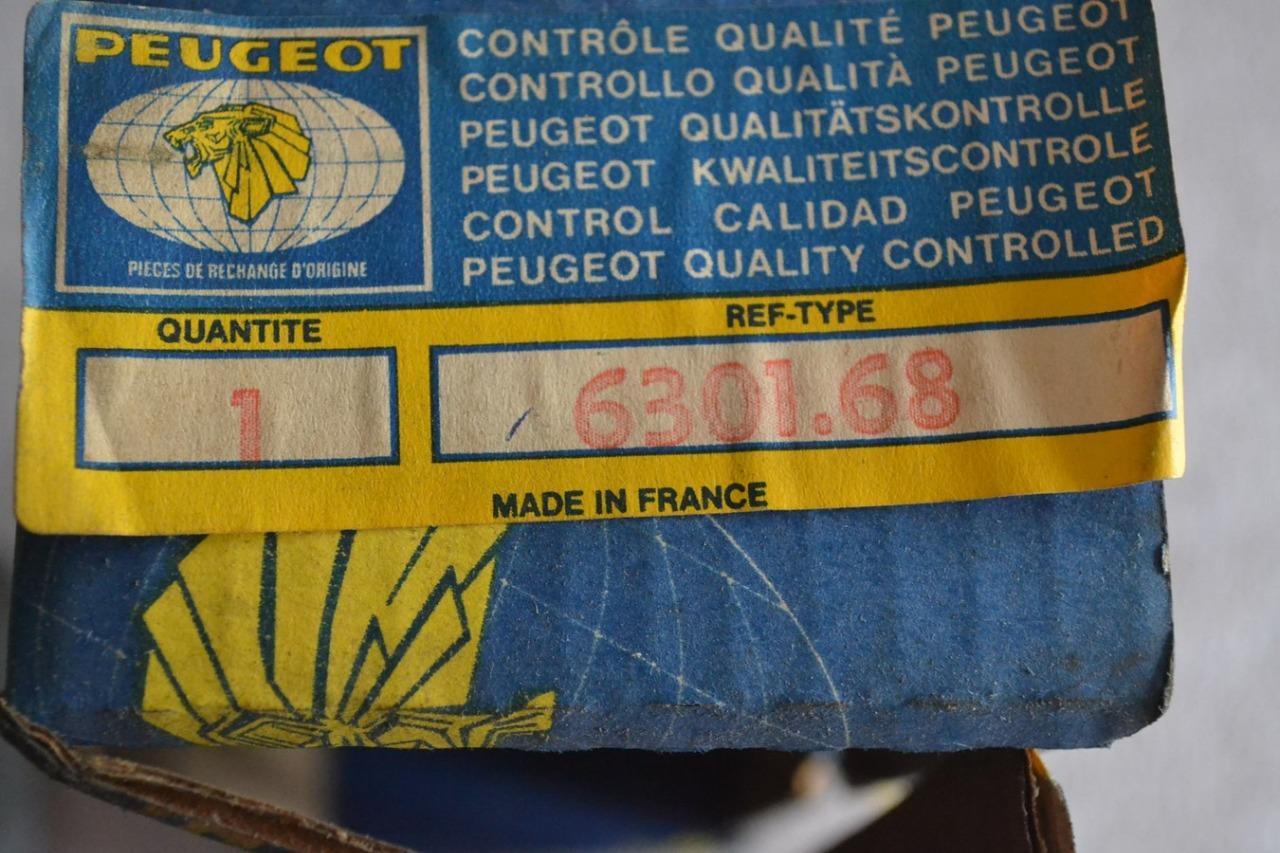 PEUGEOT
PIECES DE RECHANGE D'ORIGINE
CONTRÔLE QUALITÉ PEUGEOT
CONTROLLO QUALITÀ PEUGEOT
PEUGEOT QUALITÄTSKONTROLLE
PEUGEOT KWALITEITSCONTROLE
CONTROL CALIDAD PEUGEOT
PEUGEOT QUALITY CONTROLLED
QUANTITE
1
REF-TYPE
6301.68
MADE IN FRANCE